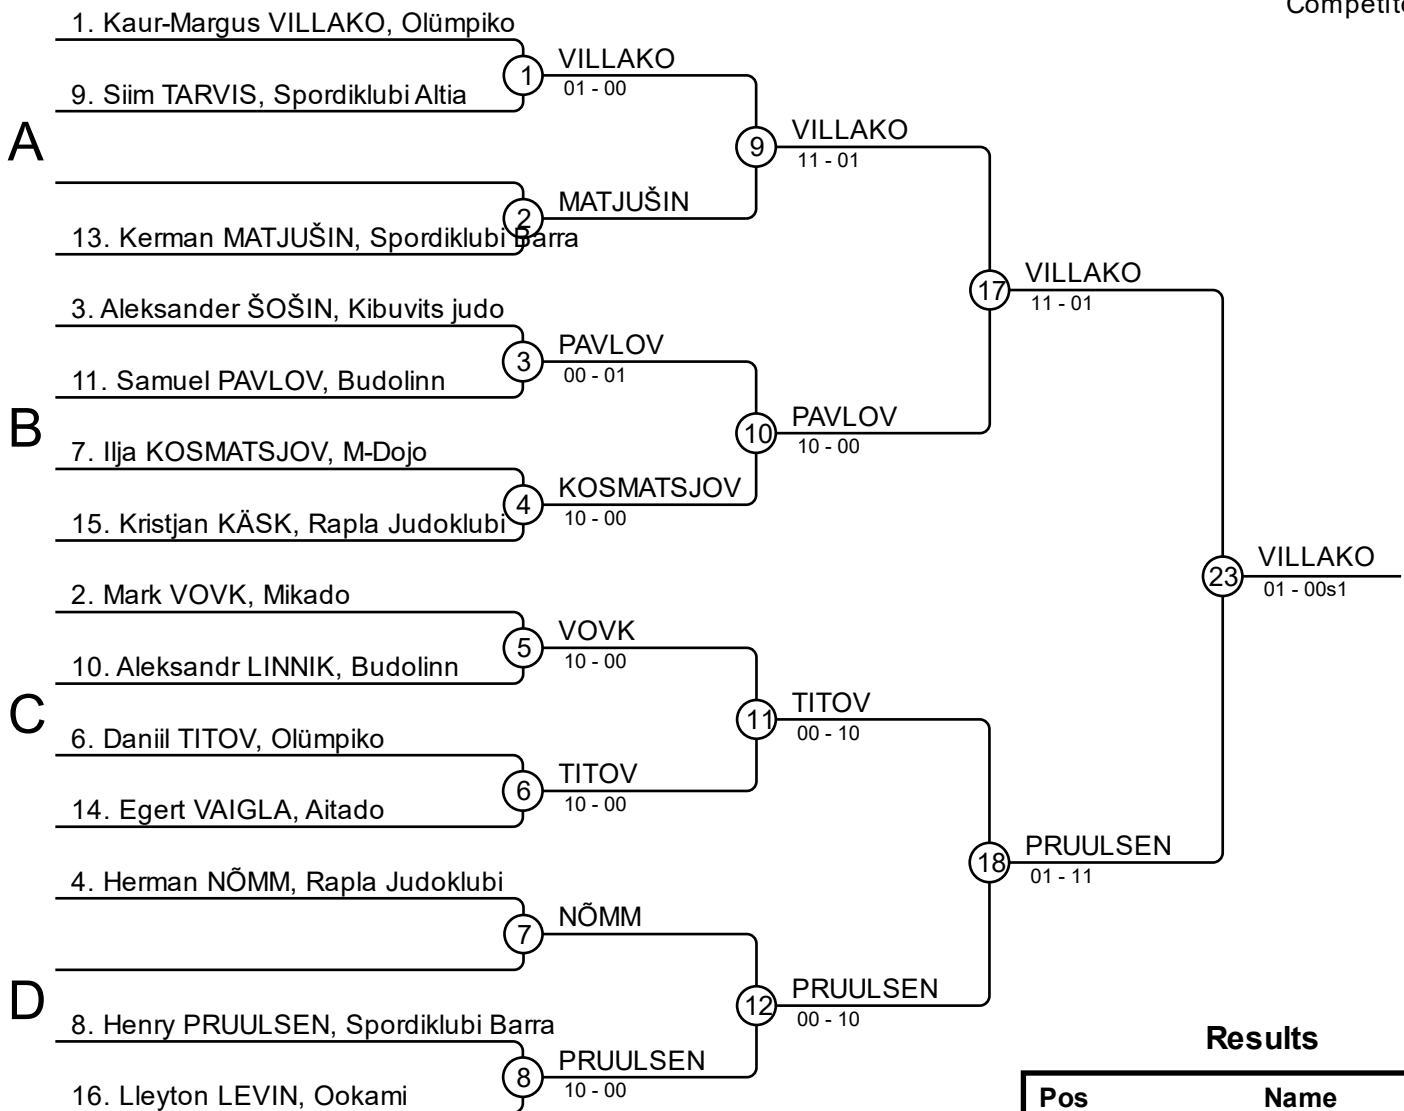 Competito
1. Kaur-Margus VILLAKO, Olümpiko
1
VILLAKO
01 - 00
9. Siim TARVIS, Spordiklubi Altia
A
9
VILLAKO
11 - 01
2
MATJUŠIN
13. Kerman MATJUŠIN, Spordiklubi Barra
17
VILLAKO
11 - 01
3. Aleksander ŠOŠIN, Kibuvits judo
3
PAVLOV
00 - 01
11. Samuel PAVLOV, Budolinn
B
10
PAVLOV
10 - 00
7. Ilja KOSMATSJOV, M-Dojo
4
KOSMATSJOV
10 - 00
15. Kristjan KÄSK, Rapla Judoklubi
23
VILLAKO
01 - 00s1
2. Mark VOVK, Mikado
5
VOVK
10 - 00
10. Aleksandr LINNIK, Budolinn
C
11
TITOV
00 - 10
6. Daniil TITOV, Olümpiko
6
TITOV
10 - 00
14. Egert VAIGLA, Aitado
18
PRUULSEN
01 - 11
4. Herman NÕMM, Rapla Judoklubi
7
NÕMM
D
12
PRUULSEN
00 - 10
8. Henry PRUULSEN, Spordiklubi Barra
8
PRUULSEN
10 - 00
16. Lleyton LEVIN, Ookami
Results
Pos Name